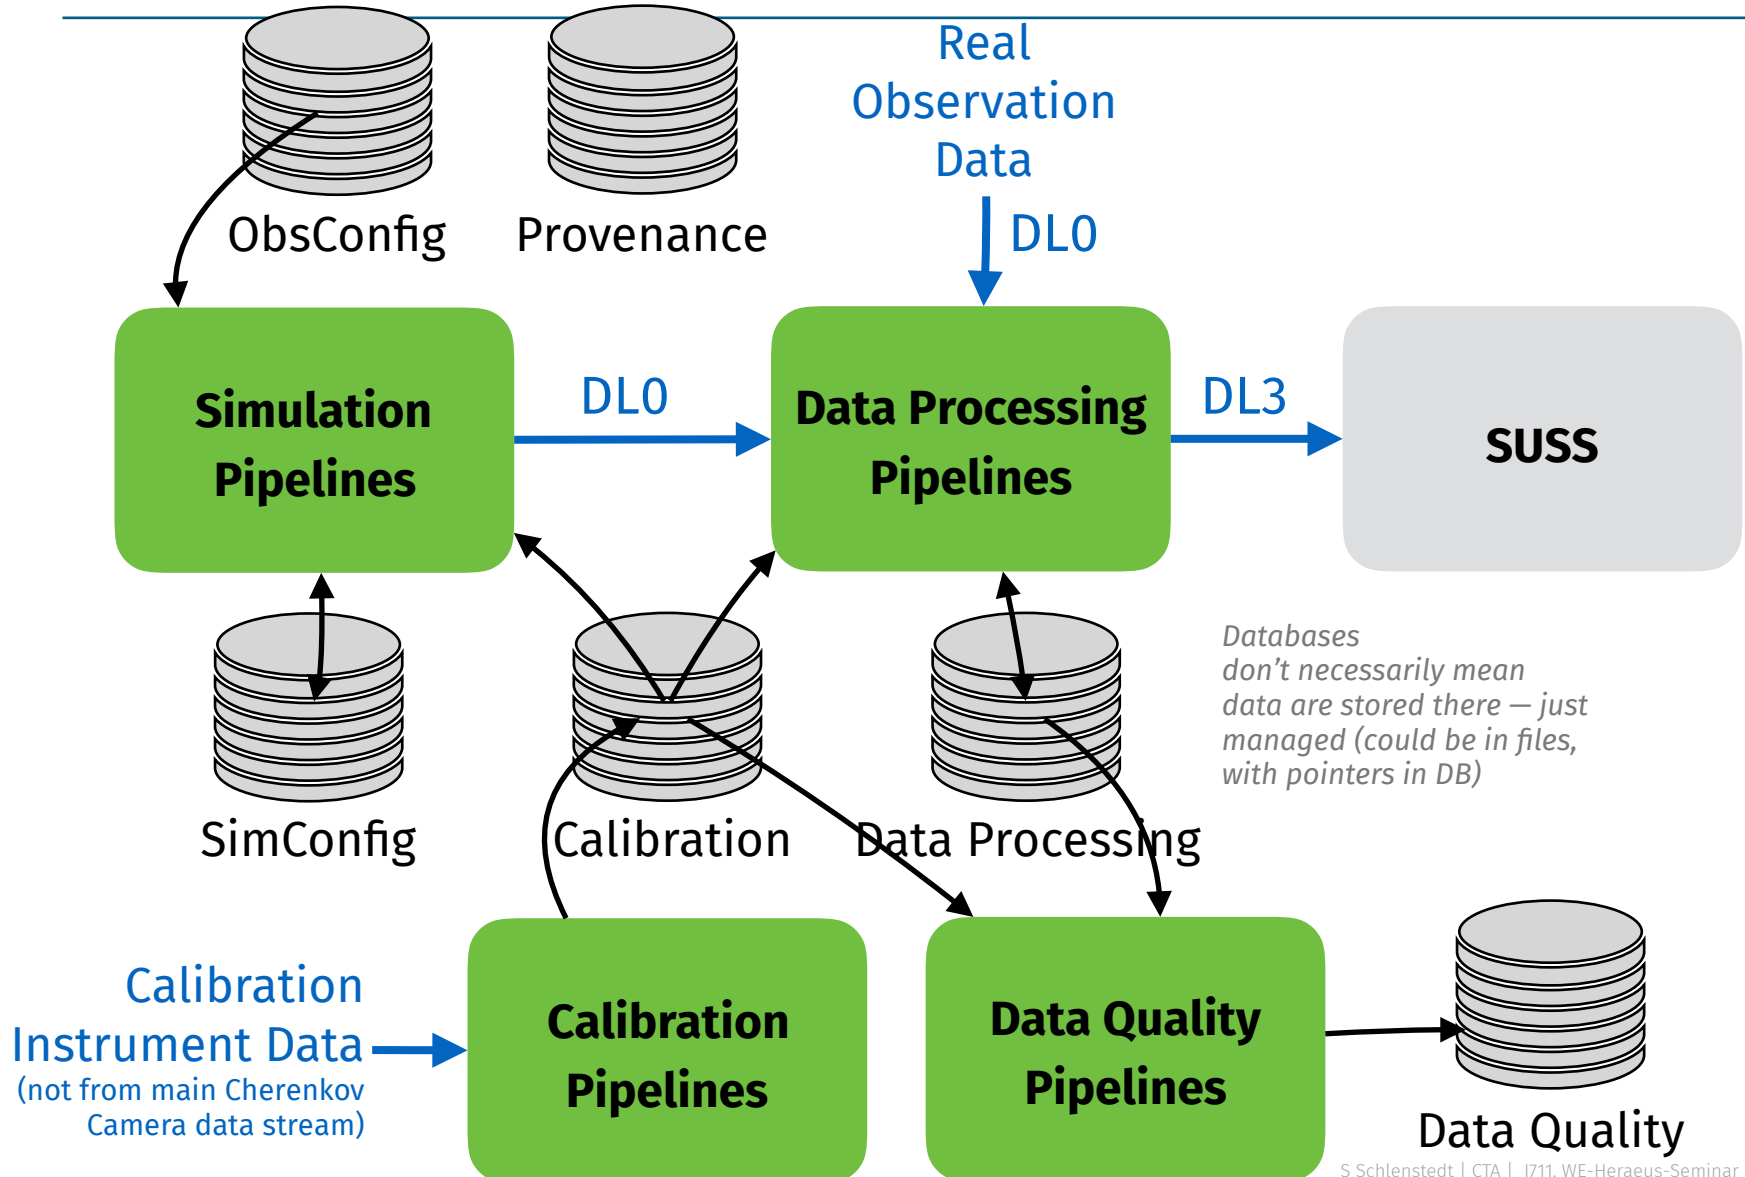 Real
Observation
Data
ObsConfig
Provenance
DL0
Simulation
Pipelines
DL0
Data Processing
Pipelines
DL3
SUSS
Databases
don't necessarily mean
data are stored there — just
managed (could be in files,
with pointers in DB)
SimConfig
Calibration
Data Processing
Calibration
Instrument Data
(not from main Cherenkov
Camera data stream)
Calibration
Pipelines
Data Quality
Pipelines
Data Quality
S Schlenstedt | CTA | I711. WE-Heraeus-Seminar